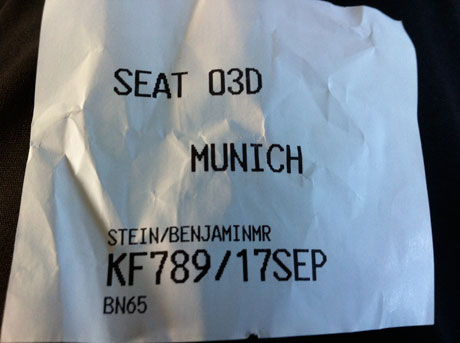 SEAT 03D
MUNICH
STEIN/BENJAMINMR
KF789/17SEP
BN65